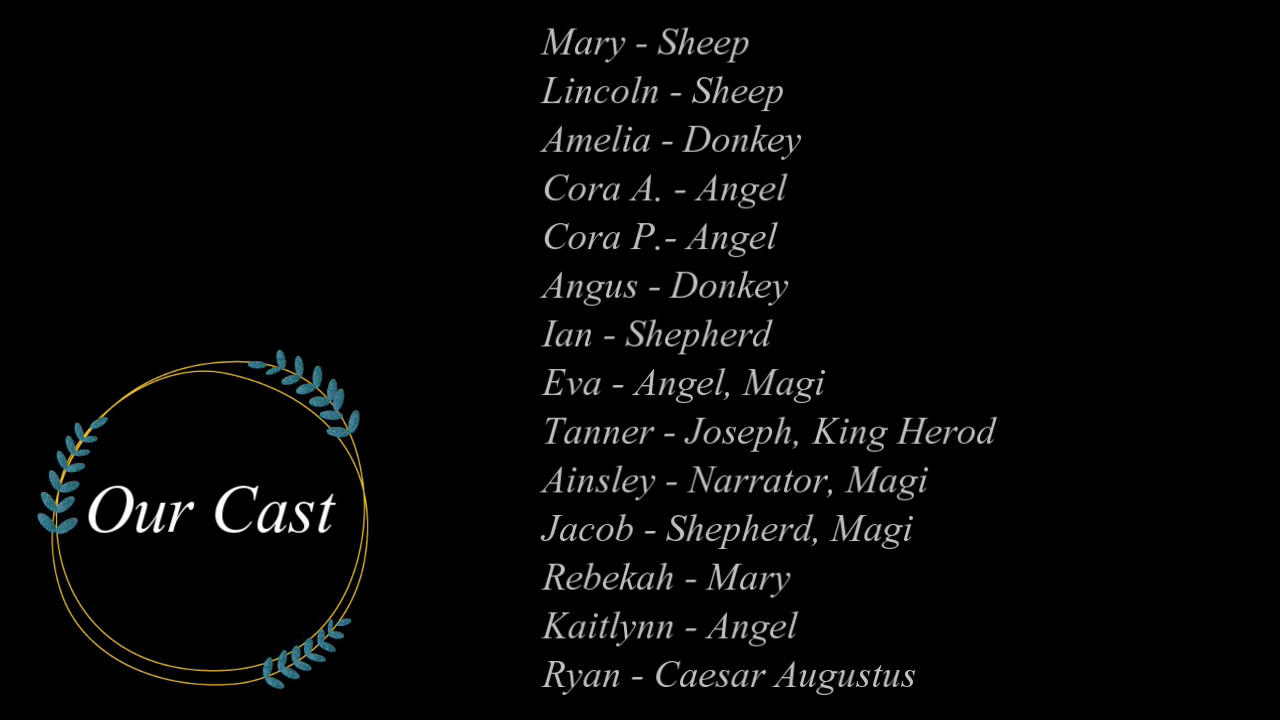 Mary - Sheep
Lincoln - Sheep
Amelia - Donkey
Cora A. - Angel
Cora P.- Angel
Angus - Donkey
Ian - Shepherd
Eva - Angel, Magi
Tanner - Joseph, King Herod
Ainsley - Narrator, Magi
Jacob - Shepherd, Magi
Rebekah - Mary
Kaitlynn - Angel
Ryan - Caesar Augustus
Our Cast